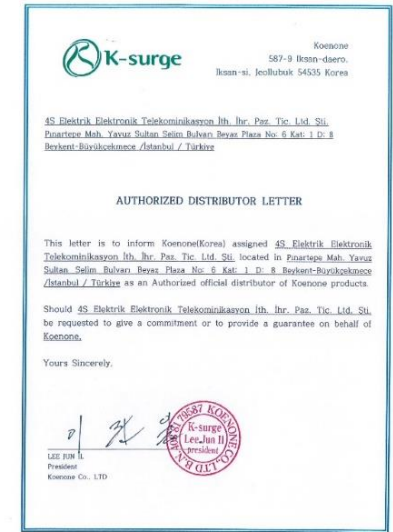 K-surge
Koenone
587-9 Iksan-daero,
Iksan-si, Jeollubuk 54535 Korea
4S Elektrik Elektronik Telekominikasyon İth. İhr. Paz. Tic. Ltd. Şti.
Pınartepe Mah. Yavuz Sultan Selim Bulvarı Beyaz Plaza No: 6 Kat: 1 D: 8
Beykent-Büyükçekmece /İstanbul / Türkiye
AUTHORIZED DISTRIBUTOR LETTER
This letter is to inform Koenone(Korea) assigned 4S Elektrik Elektronik
Telekominikasyon İth. İhr. Paz. Tic. Ltd. Şti. located in Pınartepe Mah. Yavuz
Sultan Selim Bulvarı Beyaz Plaza No: 6 Kat: 1 D: 8 Beykent-Büyükçekmece
/İstanbul / Türkiye as an Authorized official distributor of Koenone products.
Should 4S Elektrik Elektronik Telekominikasyon İth. İhr. Paz. Tic. Ltd. Şti.
be requested to give a commitment or to provide a guarantee on behalf of
Koenone.
Yours Sincerely,
이
LEE JUN IL
President
Koenone Co., LTD
KOENONE CO., LTD B.N
K-surge
Lee Jun Il
president